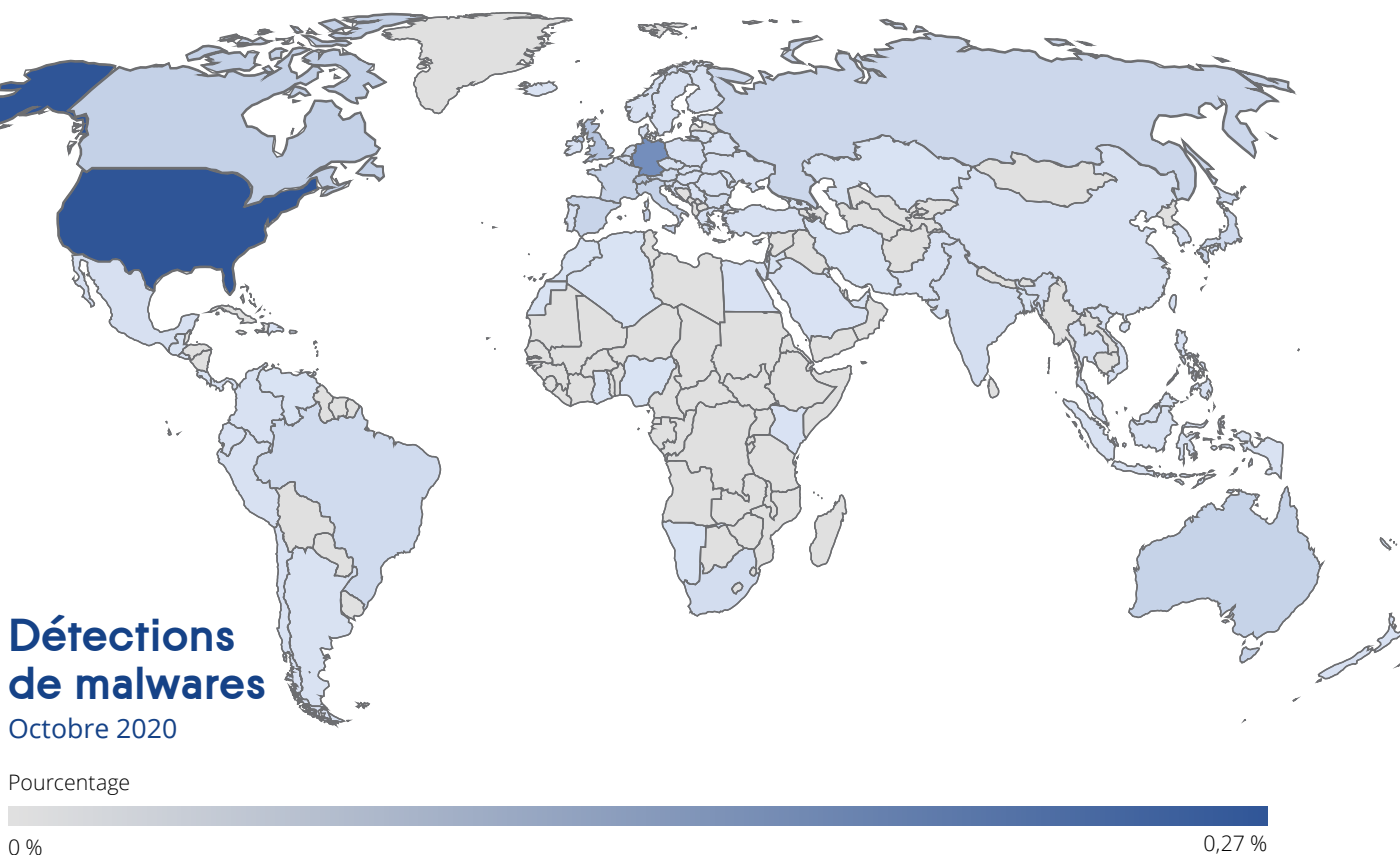 Détections
de malwares
Octobre 2020
Pourcentage
0 %
0,27 %